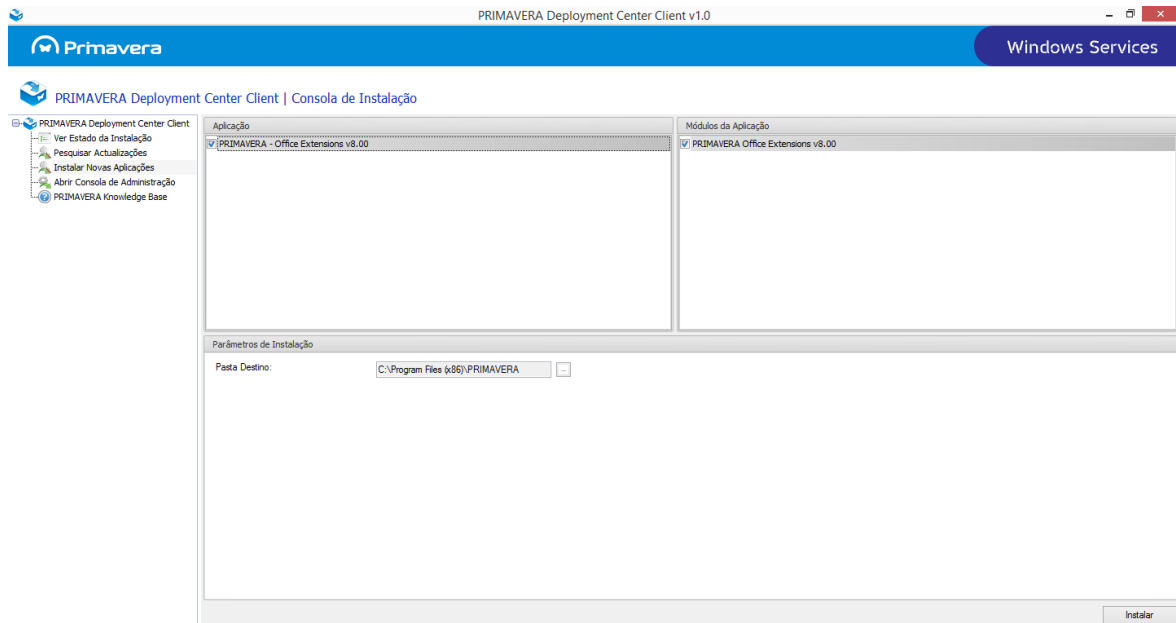 PRIMAVERA Deployment Center Client v1.0
Primavera
Windows Services
PRIMAVERA Deployment Center Client | Consola de Instalação
PRIMAVERA Deployment Center Client
Ver Estado da Instalação
Pesquisar Actualizações
Instalar Novas Aplicações
Abrir Consola de Administração
PRIMAVERA Knowledge Base
Aplicação
PRIMAVERA - Office Extensions v8.00
Módulos da Aplicação
PRIMAVERA Office Extensions v8.00
Parâmetros de Instalação
Pasta Destino:
C:\Program Files (x86)\PRIMAVERA
...
Instalar